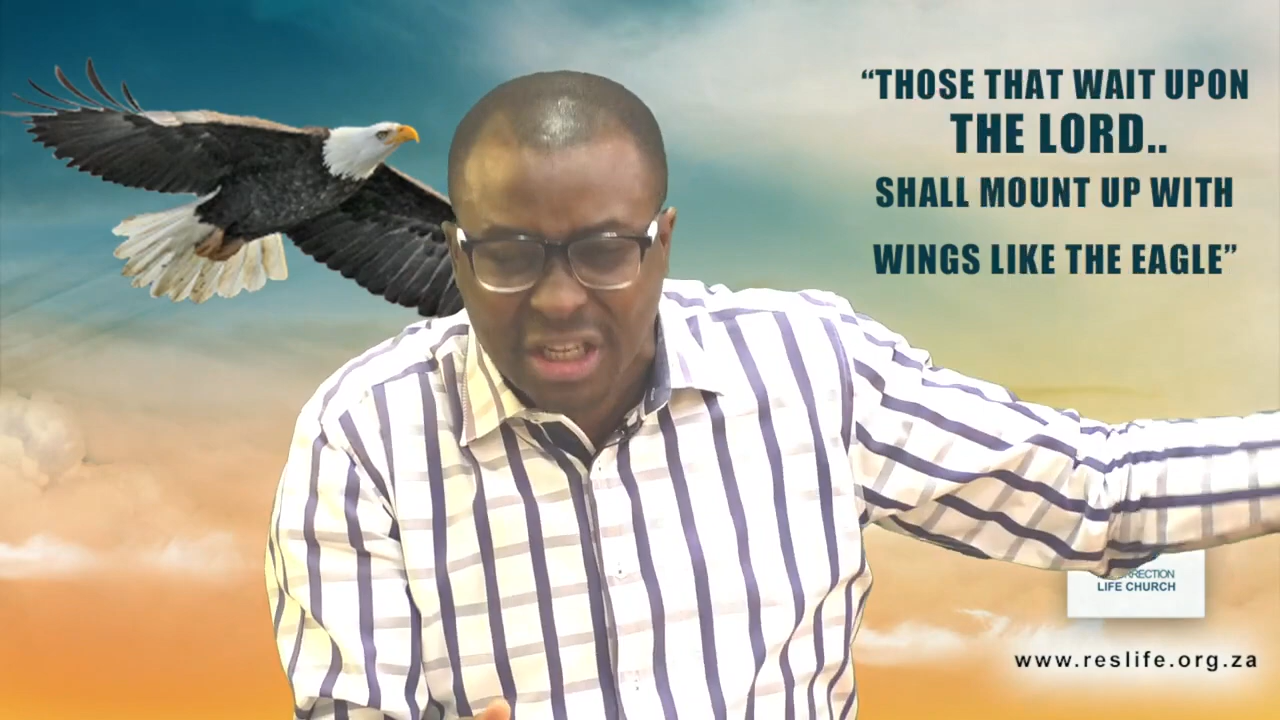 “THOSE THAT WAIT UPON
THE LORD..
SHALL MOUNT UP WITH
WINGS LIKE THE EAGLE”
RRECTION
LIFE CHURCH
www.reslife.org.za